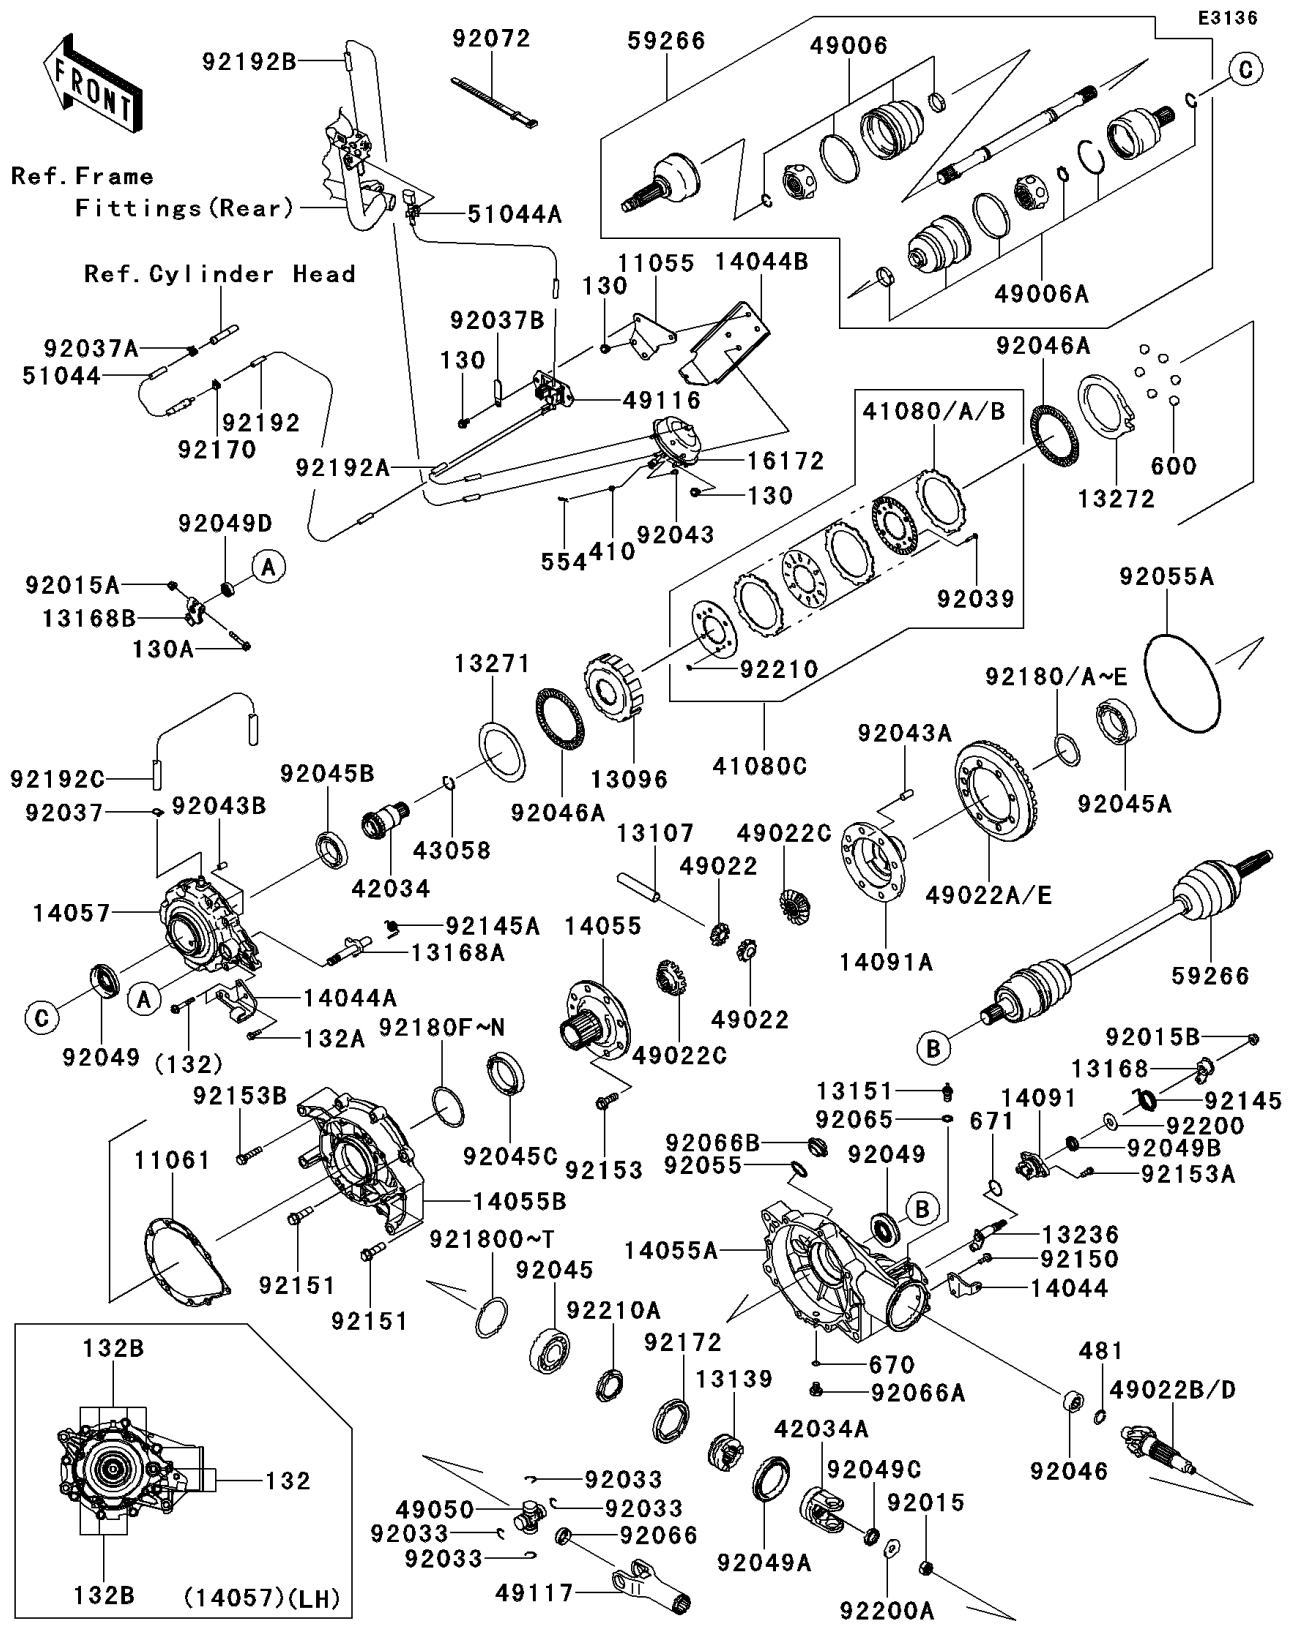 E3136
FRONT
92192B
92072
59266
49006
C
Ref.Frame
Fittings(Rear)
51044A
Ref.Cylinder Head
11055
14044B
130
49006A
92037B
92037A
51044
130
92046A
49116
41080/A/B
92192
92170
92192A
16172
600
130
13272
92049D
554
410
92043
A
92015A
92055A
13168B
92039
130A
13271
92210
92180/A~E
92192C
92045B
13096
41080C
92043A
92045A
92037
92043B
92046A
13107
49022C
43058
49022
42034
49022A/E
14057
92145A
14055
13168A
14091A
59266
A
C
14044A
49022
92180F~N
132A
49022C
92015B
92049
(132)
B
13168
92153B
13151
14091
92145
92065
671
92200
92066B
92049
92049B
11061
92045C
92153
92055
92153A
14055B
B
13236
921800~T
14055A
92150
92151
92045
14044
92151
92210A
92172
670
481
132B
13139
92066A
49022B/D
42034A
92046
132
92033
92049C
49050
92033
92015
92033
92066
92033
92049A
132B
(14057)(LH)
49117
92200A